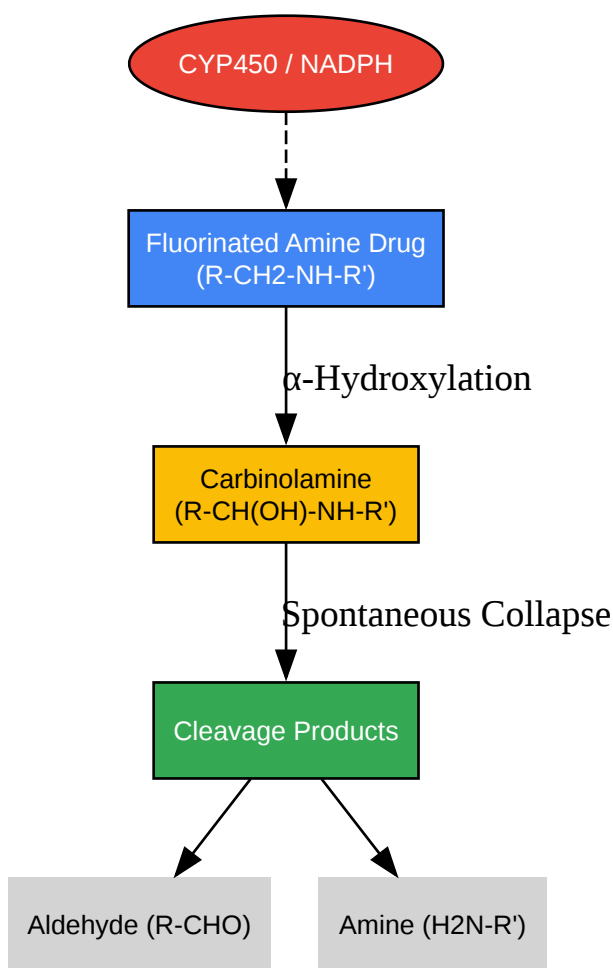 CYP450 / NADPH
Fluorinated Amine Drug
(R-CH2-NH-R')
α-Hydroxylation
Carbinolamine
(R-CH(OH)-NH-R')
Spontaneous Collapse
Cleavage Products
Aldehyde (R-CHO)
Amine (H2N-R')